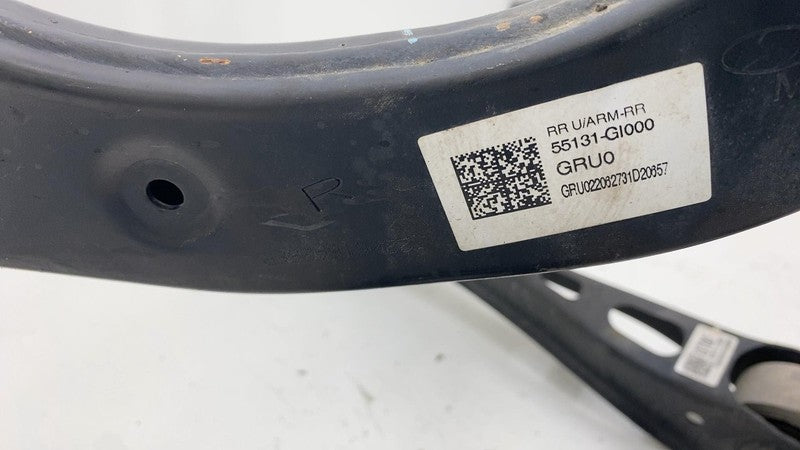 RR U/ARM-RR
55131-GI000
GRU0
GRU022062731D20657
R